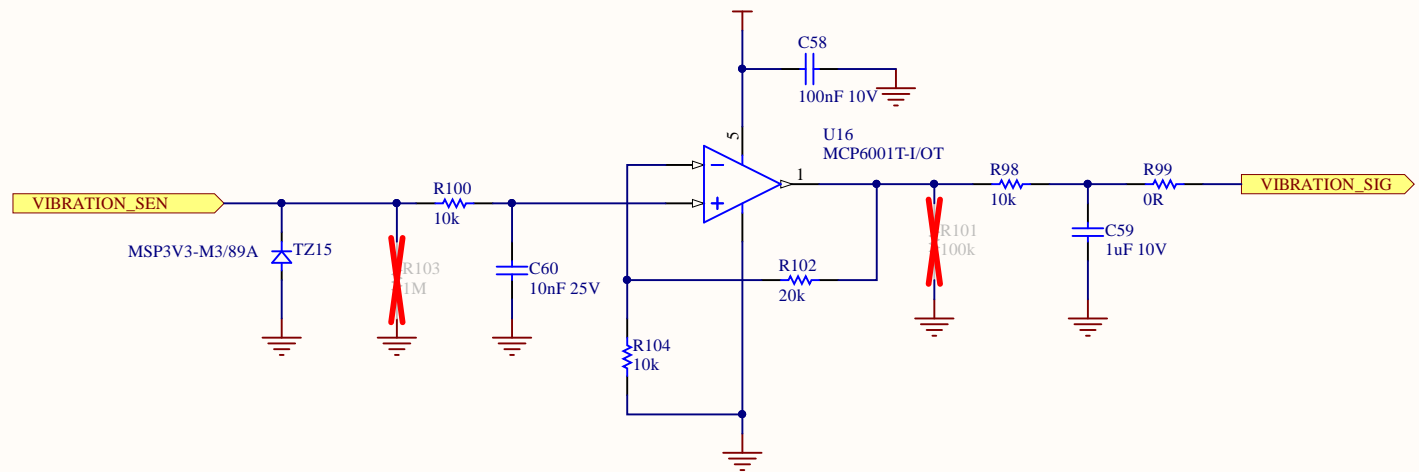 C58
100nF 10V
5
U16
MCP6001T-I/OT
1
R98
10k
R99
0R
VIBRATION_SIG
VIBRATION_SEN
R100
10k
MSP3V3-M3/89A
TZ15
R103
1M
C60
10nF 25V
R102
20k
R101
100k
C59
1uF 10V
R104
10k